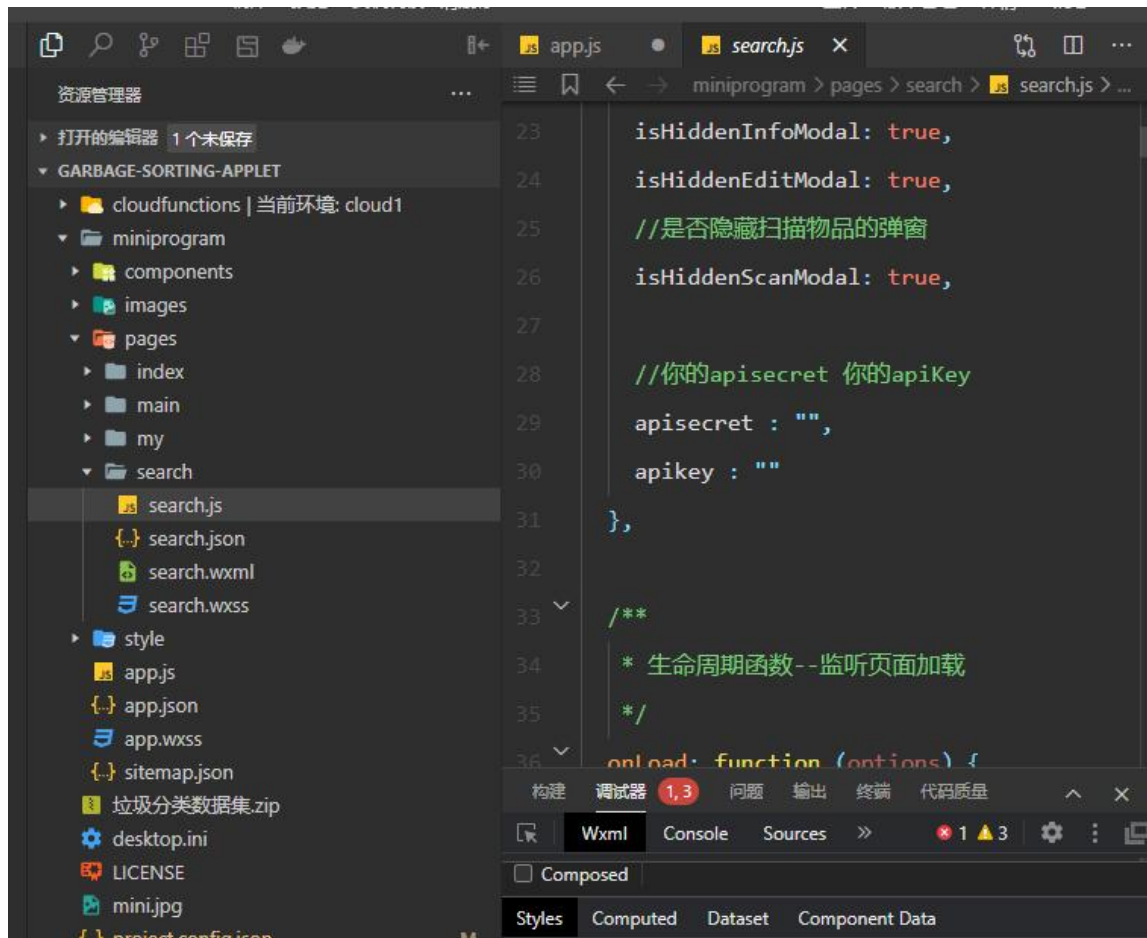 app.js
search.js
资源管理器
miniprogram > pages > search > search.js > ...
打开的编辑器 1个未保存
GARBAGE-SORTING-APPLET
cloudfunctions | 当前环境: cloud1
miniprogram
components
images
pages
index
main
my
search
search.js
search.json
search.wxml
search.wxss
style
app.js
app.json
app.wxss
sitemap.json
垃圾分类数据集.zip
desktop.ini
LICENSE
mini.jpg
23 isHiddenInfoModal: true,
24 isHiddenEditModal: true,
25 //是否隐藏扫描物品的弹窗
26 isHiddenScanModal: true,
27
28 //你的apisecret 你的apiKey
29 apisecret : "",
30 apikey : ""
31 },
32
33 /**
34 * 生命周期函数--监听页面加载
35 */
36 onLoad: function (options) {
构建 调试器 1,3 问题 输出 终端 代码质量
Wxml Console Sources » 1 3
Composed
Styles Computed Dataset Component Data